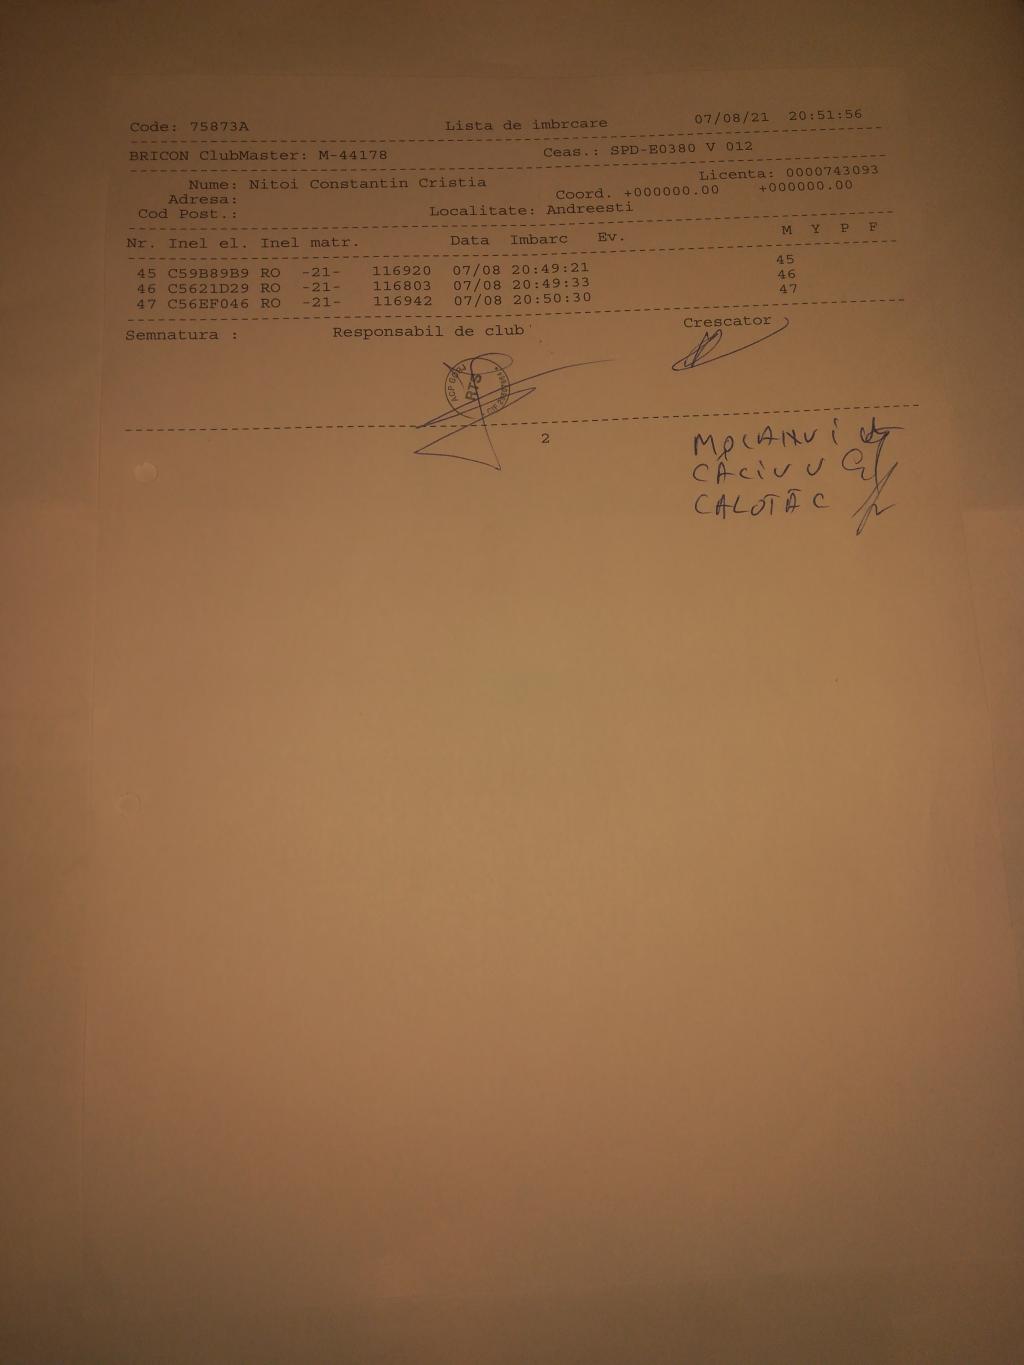 Code: 75873A Lista de imbrcare 07/08/21 20:51:56
BRICON ClubMaster: M-44178 Ceas.: SPD-E0380 V 012
Nume: Nitoi Constantin Cristia Licenta: 0000743093
Adresa: Coord. +000000.00 +000000.00
Cod Post.: Localitate: Andreesti
Nr. Inel el. Inel matr. Data Imbarc Ev. M Y P F
45 C59B89B9 RO -21- 116920 07/08 20:49:21 45
46 C5621D29 RO -21- 116803 07/08 20:49:33 46
47 C56EF046 RO -21- 116942 07/08 20:50:30 47
Semnatura : Responsabil de club Crescator
ACP GORJ
RTS
2
MOCANU I
CÂCIU U
CALOTĂ C